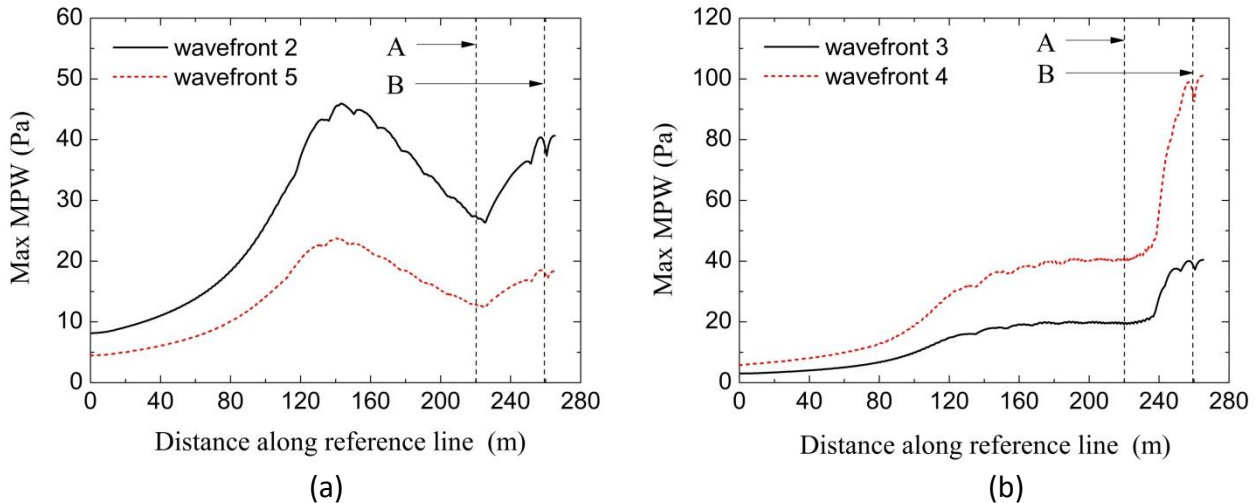 60
50
40
30
20
10
0
Max MPW (Pa)
wavefront 2
wavefront 5
A
B
0 40 80 120 160 200 240 280
Distance along reference line (m)
(a)
120
100
80
60
40
20
0
Max MPW (Pa)
wavefront 3
wavefront 4
A
B
0 40 80 120 160 200 240 280
Distance along reference line (m)
(b)